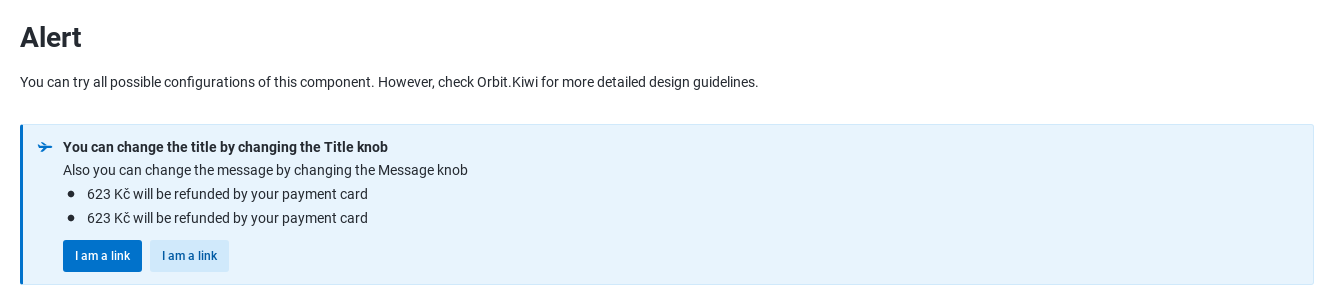 Alert
You can try all possible configurations of this component. However, check Orbit.Kiwi for more detailed design guidelines.
You can change the title by changing the Title knob
Also you can change the message by changing the Message knob
623 Kč will be refunded by your payment card
623 Kč will be refunded by your payment card
I am a link I am a link